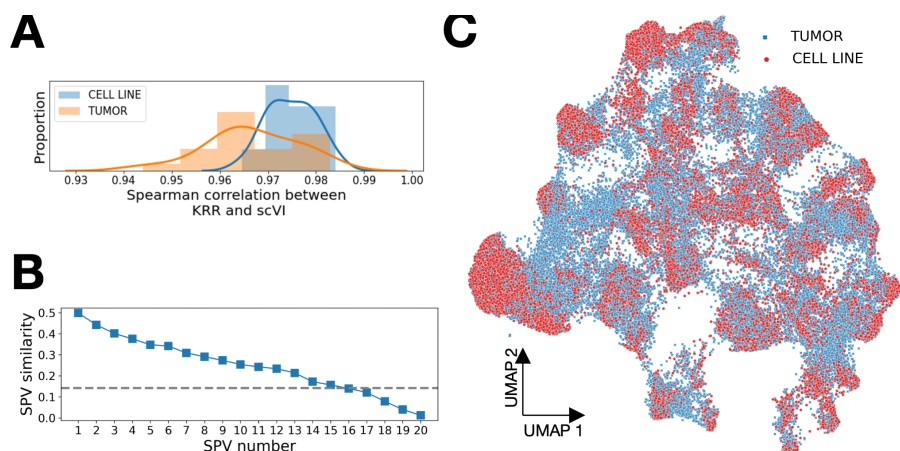 A
CELL LINE
TUMOR
Proportion
0.93 0.94 0.95 0.96 0.97 0.98 0.99 1.00
Spearman correlation between
KRR and scVI
B
SPV similarity
0.5
0.4
0.3
0.2
0.1
0.0
1 2 3 4 5 6 7 8 9 10 11 12 13 14 15 16 17 18 19 20
SPV number
C
TUMOR
CELL LINE
UMAP 2
UMAP 1